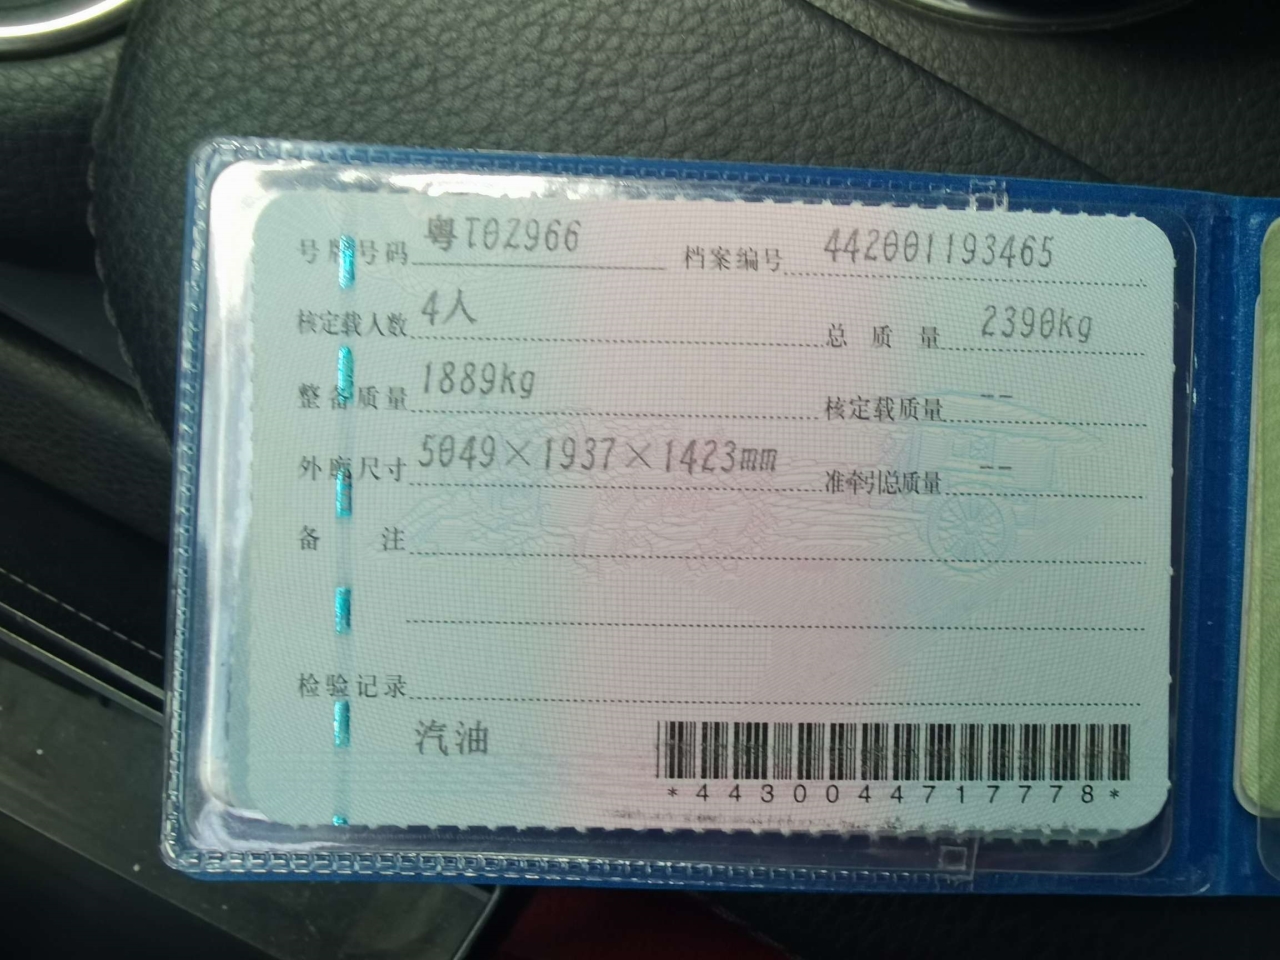 号牌号码 粤T0Z966 档案编号 442001193465
核定载人数 4人 总质量 2390kg
整备质量 1889kg 核定载质量 --
外廓尺寸 5049×1937×1423mm 准牵引总质量 --
备 注
检验记录
汽油
*4430044717778*